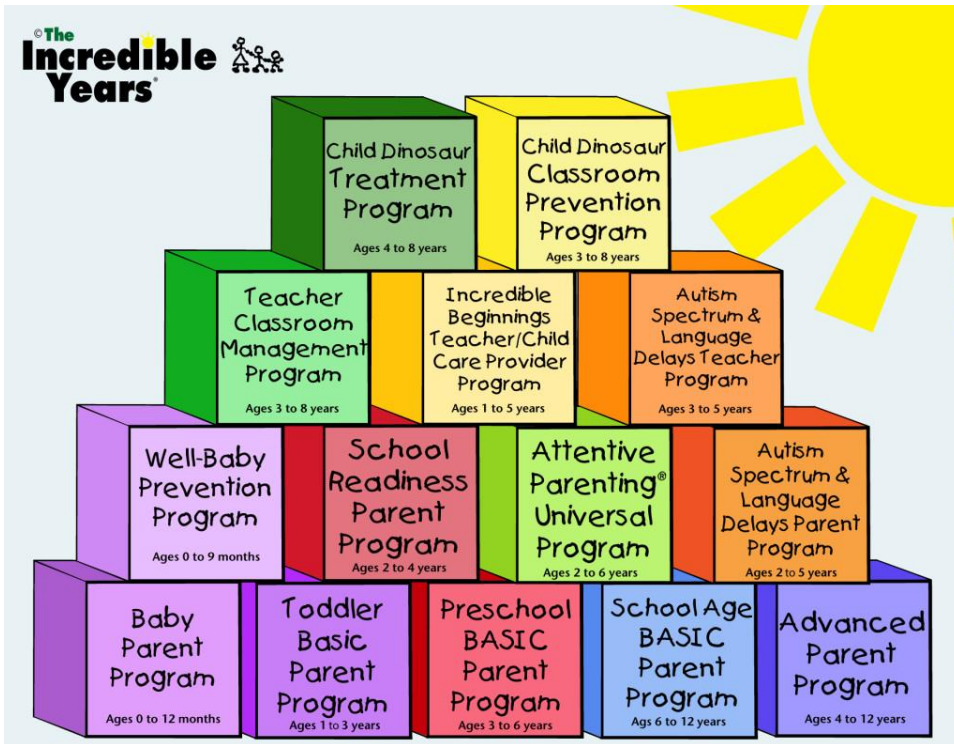 ©The
Incredible
Years®
Child Dinosaur
Treatment
Program
Ages 4 to 8 years
Child Dinosaur
Classroom
Prevention
Program
Ages 3 to 8 years
Teacher
Classroom
Management
Program
Ages 3 to 8 years
Incredible
Beginnings
Teacher/Child
Care Provider
Program
Ages 1 to 5 years
Autism
Spectrum &
Language
Delays Teacher
Program
Ages 3 to 5 years
Well-Baby
Prevention
Program
Ages 0 to 9 months
School
Readiness
Parent
Program
Ages 2 to 4 years
Attentive
Parenting®
Universal
Program
Ages 2 to 6 years
Autism
Spectrum &
Language
Delays Parent
Program
Ages 2 to 5 years
Baby
Parent
Program
Ages 0 to 12 months
Toddler
Basic
Parent
Program
Ages 1 to 3 years
Preschool
BASIC
Parent
Program
Ages 3 to 6 years
School Age
BASIC
Parent
Program
Ags 6 to 12 years
Advanced
Parent
Program
Ages 4 to 12 years